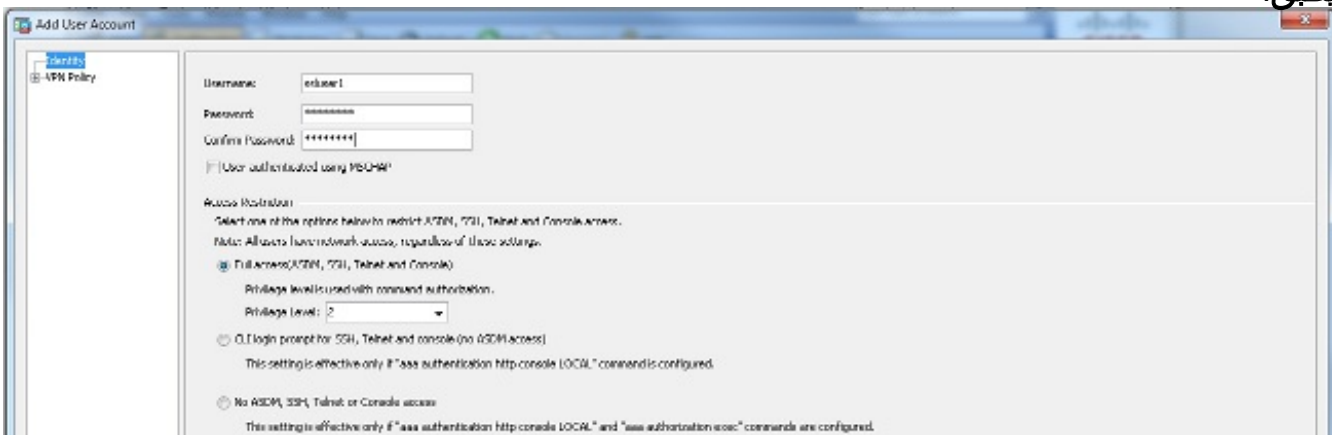 Add User Account
Identity
VPN Policy
Username:
Password:
********
Confirm Password:
********
User authenticated using MSCHAP
Access Restriction
Select one of the options below to restrict ASDM, SSH, Telnet and Console access.
Note: All users have network access, regardless of these settings.
Full access(ASDM, SSH, Telnet and Console)
Privilege level is used with command authorization.
Privilege Level: 2
CLI login prompt for SSH, Telnet and console (no ASDM access)
This setting is effective only if "aaa authentication http console LOCAL" command is configured.
No ASDM, SSH, Telnet or Console access
This setting is effective only if "aaa authentication http console LOCAL" and "aaa authorization exec" commands are configured.